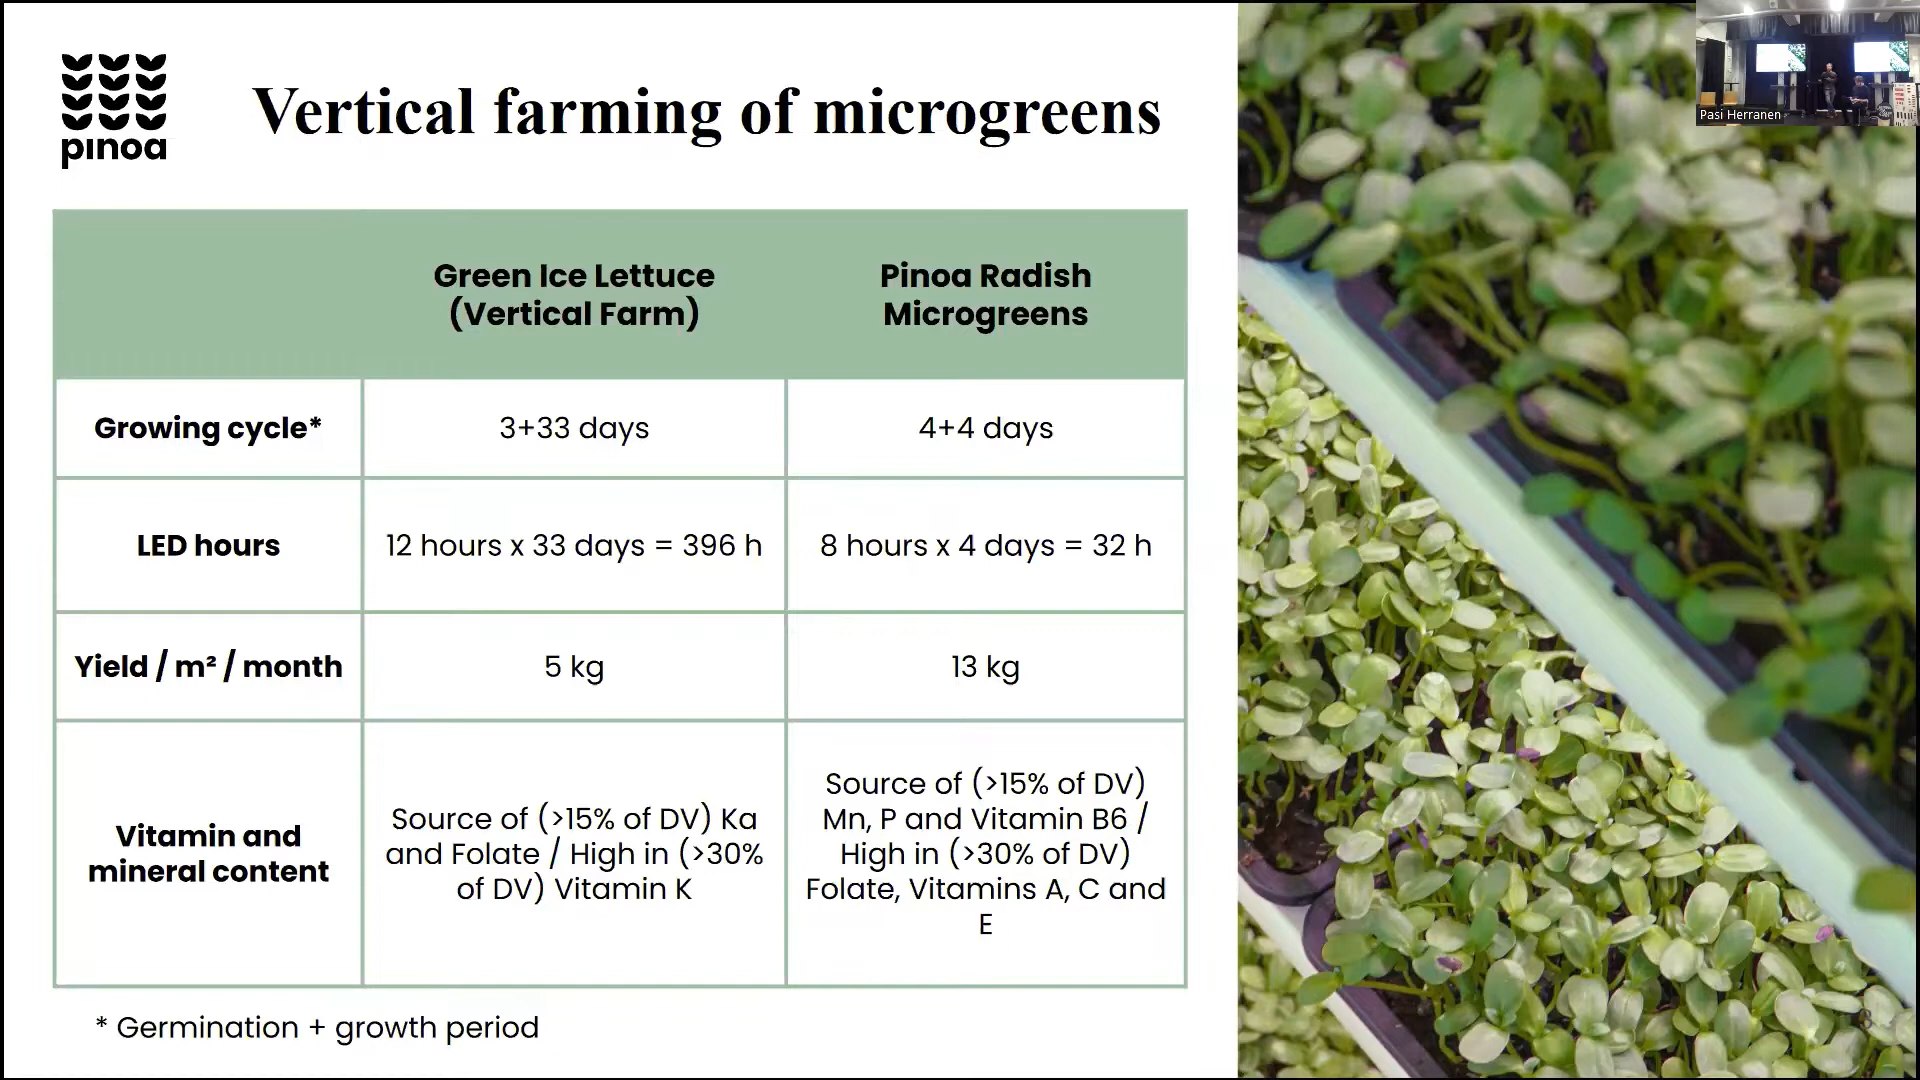 pinoa
Vertical farming of microgreens
Pasi Herranen
Green Ice Lettuce
(Vertical Farm)
Pinoa Radish
Microgreens
Growing cycle*
3+33 days
4+4 days
LED hours
12 hours x 33 days = 396 h
8 hours x 4 days = 32 h
Yield / m² / month
5 kg
13 kg
Vitamin and
mineral content
Source of (>15% of DV) Ka
and Folate / High in (>30%
of DV) Vitamin K
Source of (>15% of DV)
Mn, P and Vitamin B6 /
High in (>30% of DV)
Folate, Vitamins A, C and
E
* Germination + growth period